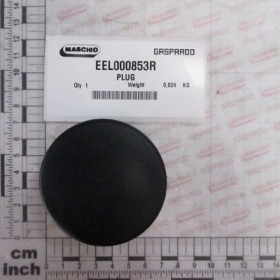 MASCHIO GASPARDO
EEL000853R
PLUG
Qty 1 Weight 0,024 KG
cm
Inch